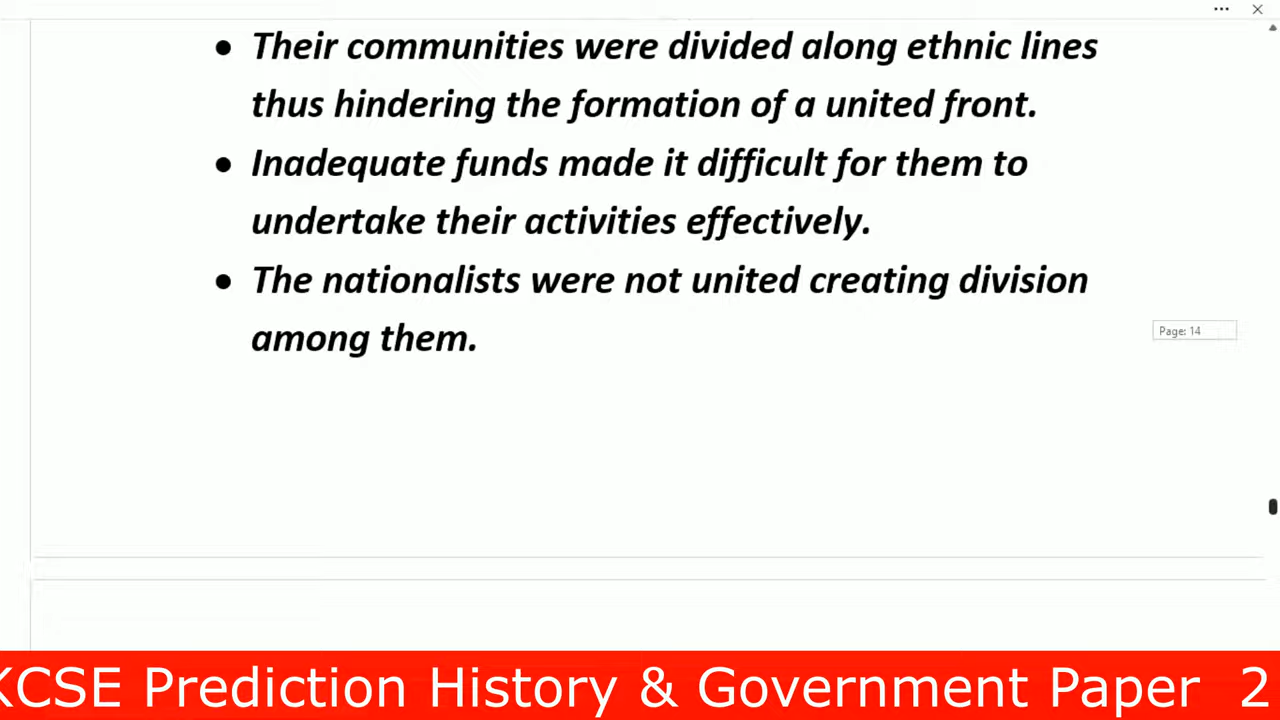 • Their communities were divided along ethnic lines
thus hindering the formation of a united front.
• Inadequate funds made it difficult for them to
undertake their activities effectively.
• The nationalists were not united creating division
among them.
Page: 14
KCSE Prediction History & Government Paper 2